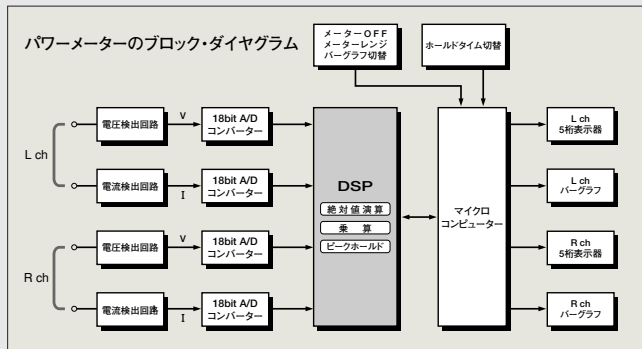 パワーメーターのブロック・ダイヤグラム
メーターOFF
メーターレンジ
バーグラフ切替
ホールドタイム切替
L ch
電圧検出回路
V
18bit A/D
コンバーター
電流検出回路
I
18bit A/D
コンバーター
R ch
電圧検出回路
V
18bit A/D
コンバーター
電流検出回路
I
18bit A/D
コンバーター
DSP
絶対値演算
乗算
ピークホールド
マイクロ
コンピューター
L ch
5桁表示器
L ch
バーグラフ
R ch
5桁表示器
R ch
バーグラフ